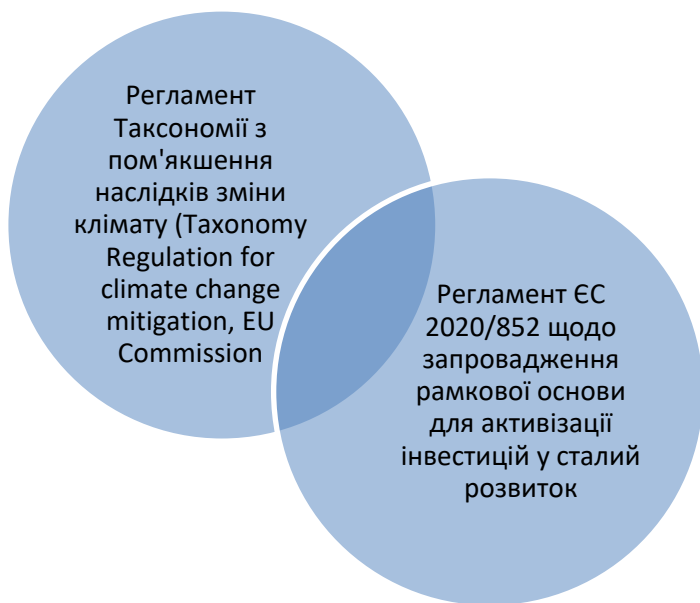 Регламент
Таксономії з
пом'якшення
наслідків зміни
клімату (Taxonomy
Regulation for
climate change
mitigation, EU
Commission
Регламент ЄС
2020/852 щодо
запровадження
рамкової основи
для активізації
інвестицій у сталий
розвиток